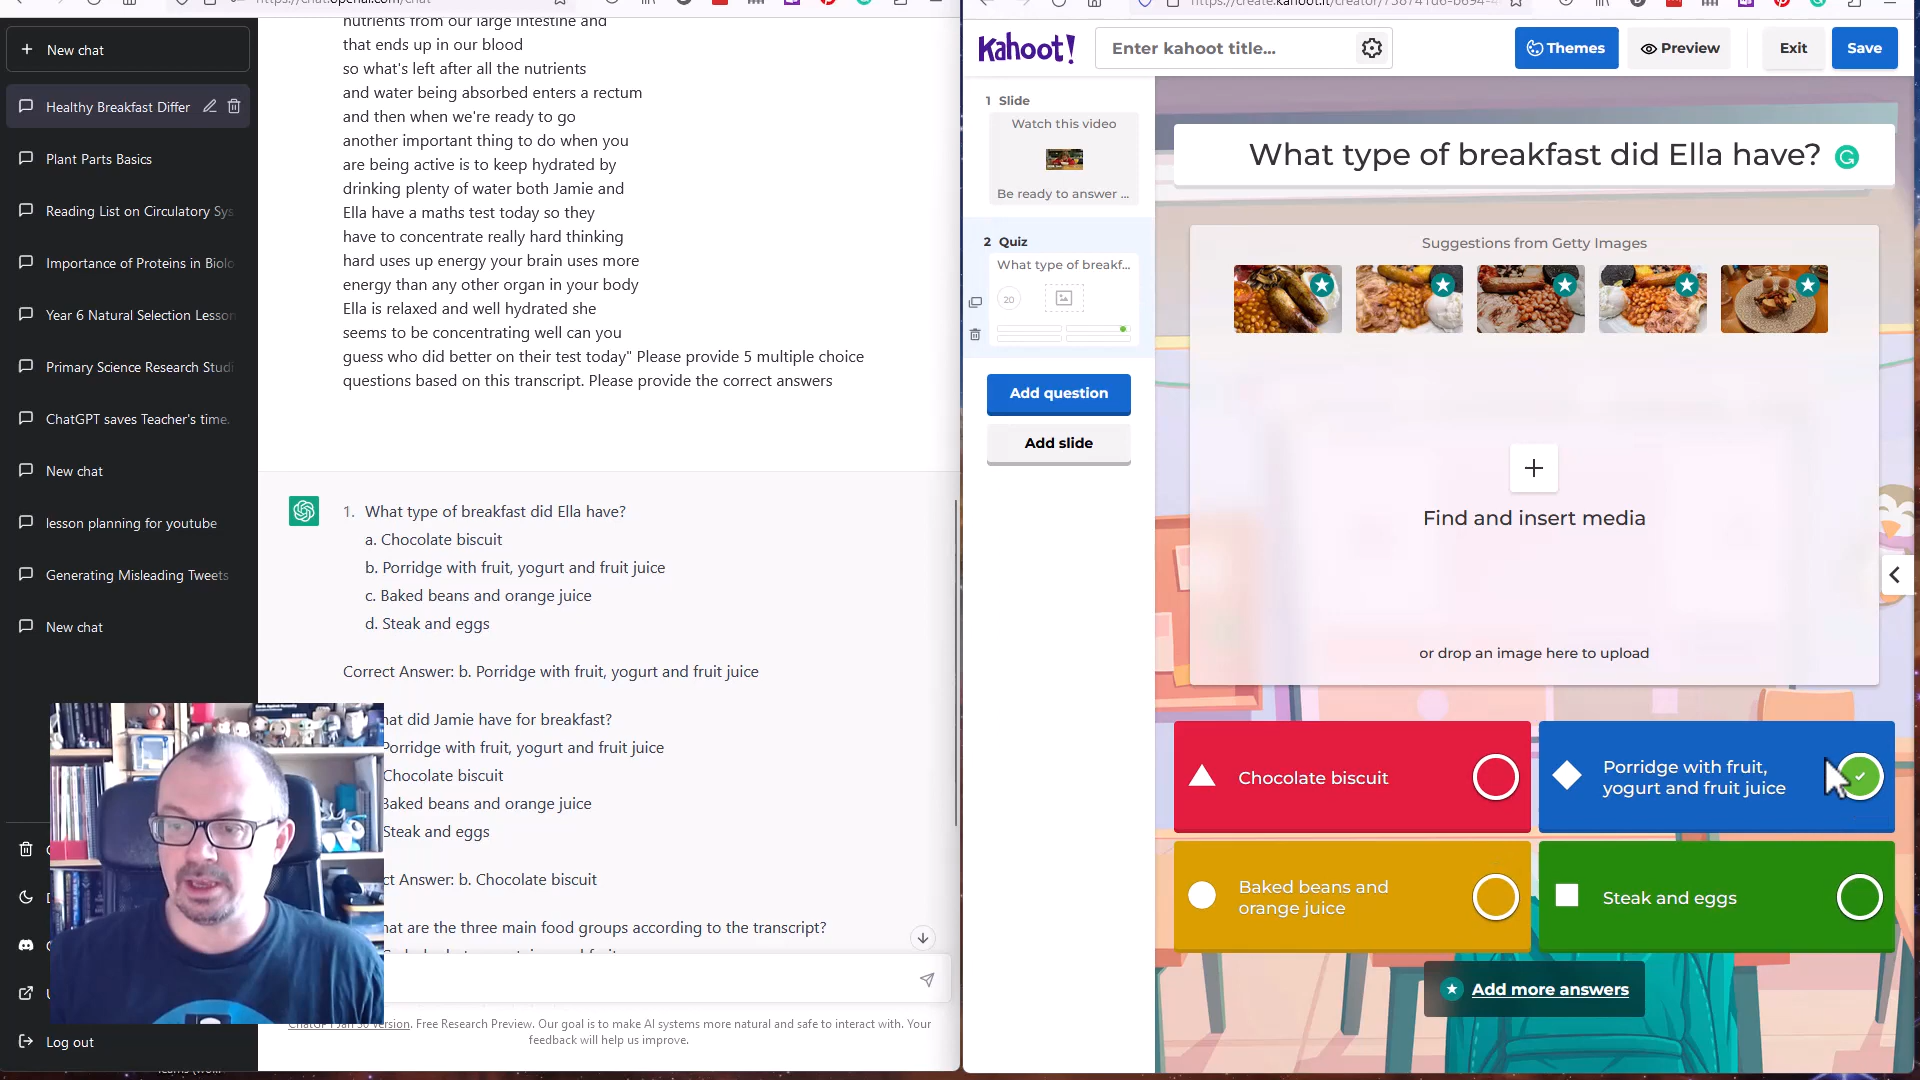 https://chat.openai.com/chat
New chat
Healthy Breakfast Differ
Plant Parts Basics
Reading List on Circulatory Sys
Importance of Proteins in Biolo
Year 6 Natural Selection Lesson
Primary Science Research Studi
ChatGPT saves Teacher's time.
New chat
lesson planning for youtube
Generating Misleading Tweets
New chat
Log out
nutrients from our large intestine and
that ends up in our blood
so what's left after all the nutrients
and water being absorbed enters a rectum
and then when we're ready to go
another important thing to do when you
are being active is to keep hydrated by
drinking plenty of water both Jamie and
Ella have a maths test today so they
have to concentrate really hard thinking
hard uses up energy your brain uses more
energy than any other organ in your body
Ella is relaxed and well hydrated she
seems to be concentrating well can you
guess who did better on their test today" Please provide 5 multiple choice
questions based on this transcript. Please provide the correct answers
1. What type of breakfast did Ella have?
a. Chocolate biscuit
b. Porridge with fruit, yogurt and fruit juice
c. Baked beans and orange juice
d. Steak and eggs
Correct Answer: b. Porridge with fruit, yogurt and fruit juice
hat did Jamie have for breakfast?
Porridge with fruit, yogurt and fruit juice
Chocolate biscuit
Baked beans and orange juice
Steak and eggs
ct Answer: b. Chocolate biscuit
hat are the three main food groups according to the transcript?
ChatGPT Jan 30 Version. Free Research Preview. Our goal is to make AI systems more natural and safe to interact with. Your
feedback will help us improve.
Kahoot!
Enter kahoot title...
Themes
Preview
Exit
Save
1 Slide
Watch this video
Be ready to answer ...
2 Quiz
What type of breakf...
20
Add question
Add slide
What type of breakfast did Ella have?
Suggestions from Getty Images
Find and insert media
or drop an image here to upload
Chocolate biscuit
Porridge with fruit,
yogurt and fruit juice
Baked beans and
orange juice
Steak and eggs
Add more answers